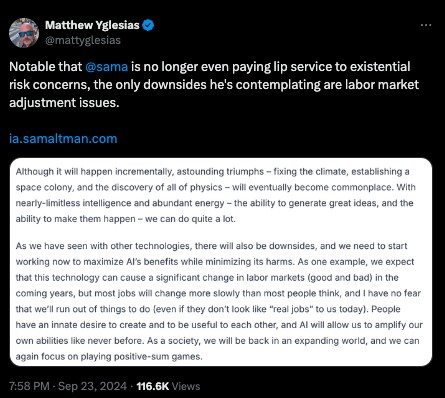 Matthew Yglesias
@mattyglesias
Notable that @sama is no longer even paying lip service to existential
risk concerns, the only downsides he's contemplating are labor market
adjustment issues.
ia.samaltman.com
Although it will happen incrementally, astounding triumphs – fixing the climate, establishing a
space colony, and the discovery of all of physics – will eventually become commonplace. With
nearly-limitless intelligence and abundant energy – the ability to generate great ideas, and the
ability to make them happen – we can do quite a lot.
As we have seen with other technologies, there will also be downsides, and we need to start
working now to maximize AI's benefits while minimizing its harms. As one example, we expect
that this technology can cause a significant change in labor markets (good and bad) in the
coming years, but most jobs will change more slowly than most people think, and I have no fear
that we'll run out of things to do (even if they don't look like "real jobs" to us today). People
have an innate desire to create and to be useful to each other, and AI will allow us to amplify our
own abilities like never before. As a society, we will be back in an expanding world, and we can
again focus on playing positive-sum games.
7:58 PM · Sep 23, 2024 · 116.6K Views